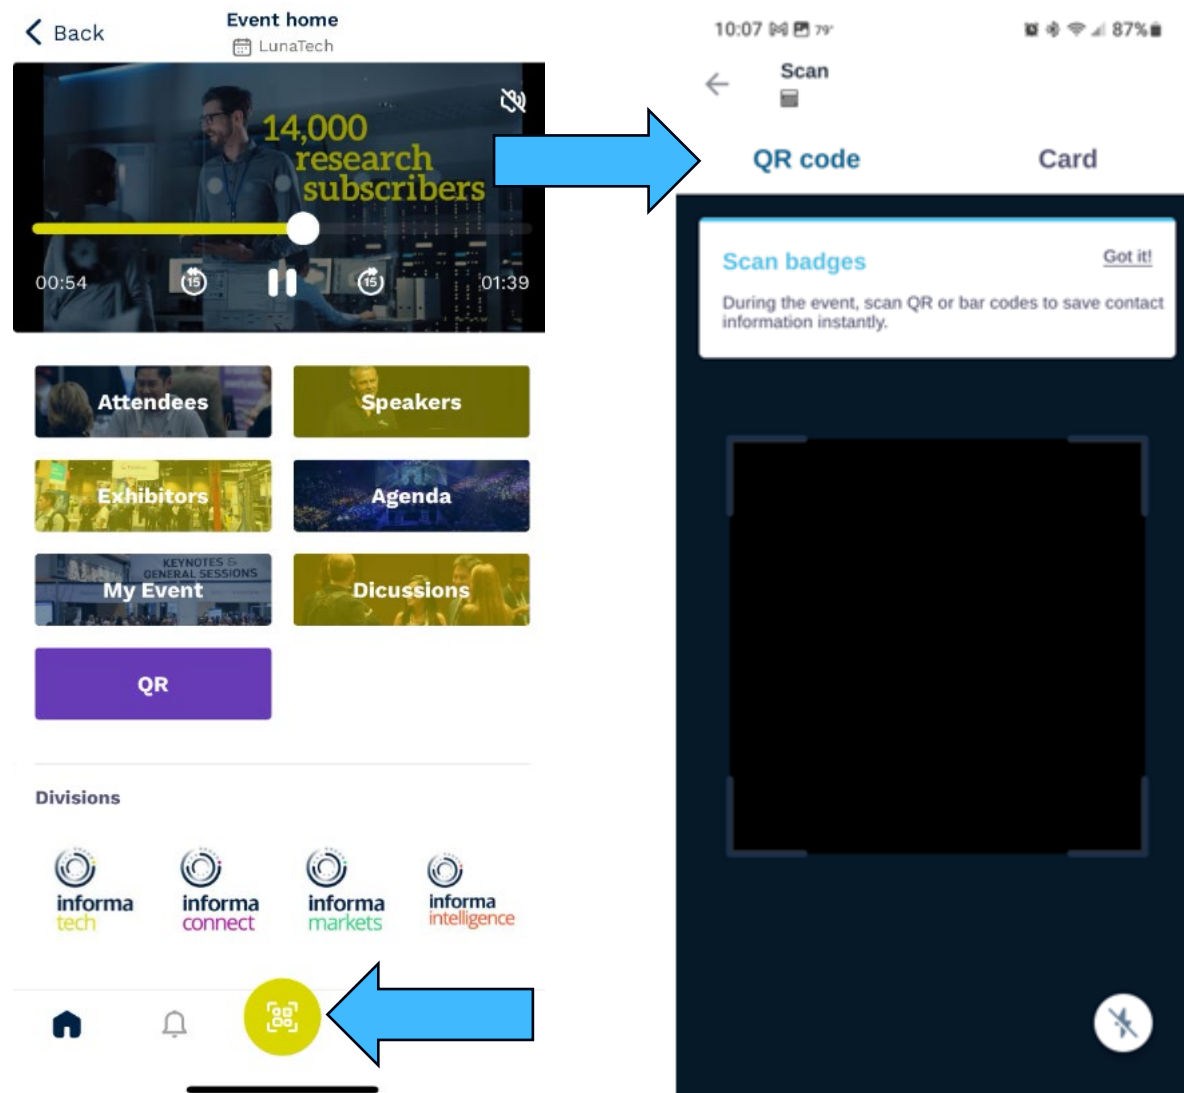 Back
Event home
LunaTech
14,000
research
subscribers
00:54
15
15
01:39
Attendees
Speakers
Exhibitors
Agenda
KEYNOTES &
GENERAL SESSIONS
My Event
Dicussions
QR
Divisions
informa
tech
informa
connect
informa
markets
informa
intelligence
10:07
79°
87%
Scan
QR code
Card
Scan badges
Got it!
During the event, scan QR or bar codes to save contact
information instantly.